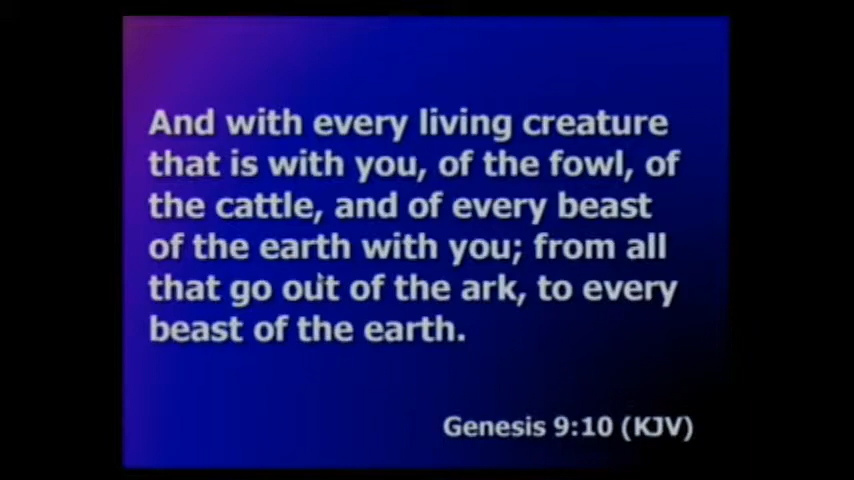 And with every living creature
that is with you, of the fowl, of
the cattle, and of every beast
of the earth with you; from all
that go out of the ark, to every
beast of the earth.
Genesis 9:10 (KJV)